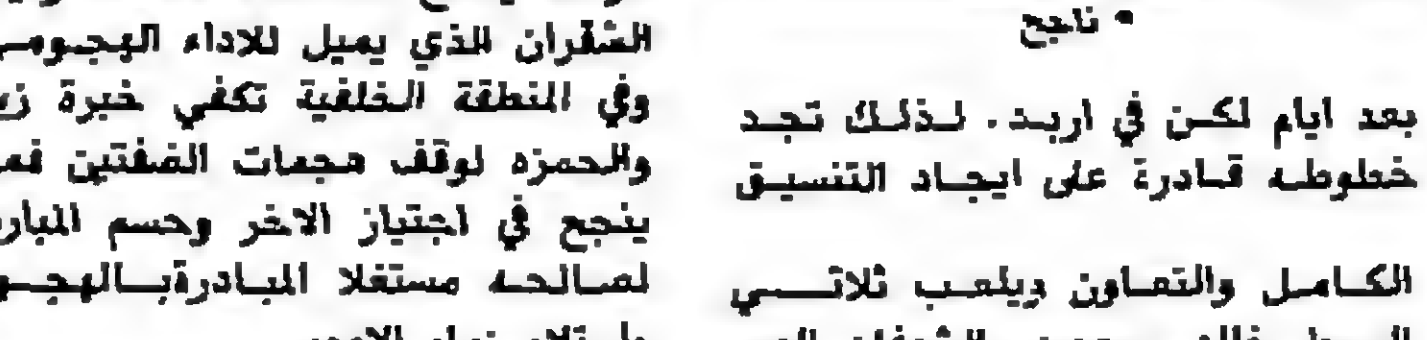 • ناجح
بعد ايام لكن في اربد. لذلك تجد
خطوطه قادرة على ايجاد التنسيق
الكامل والتعاون ويلعب ثلاثي
الشقران الذي يميل للاداء الهجومي
وفي المنطقة الخلفية تكفي خبرة
والحمزه لوقف هجمات الضفتين
ينجح في اجتياز الاخر وحسم
لصالحه مستغلا المبادرة بالهجوم